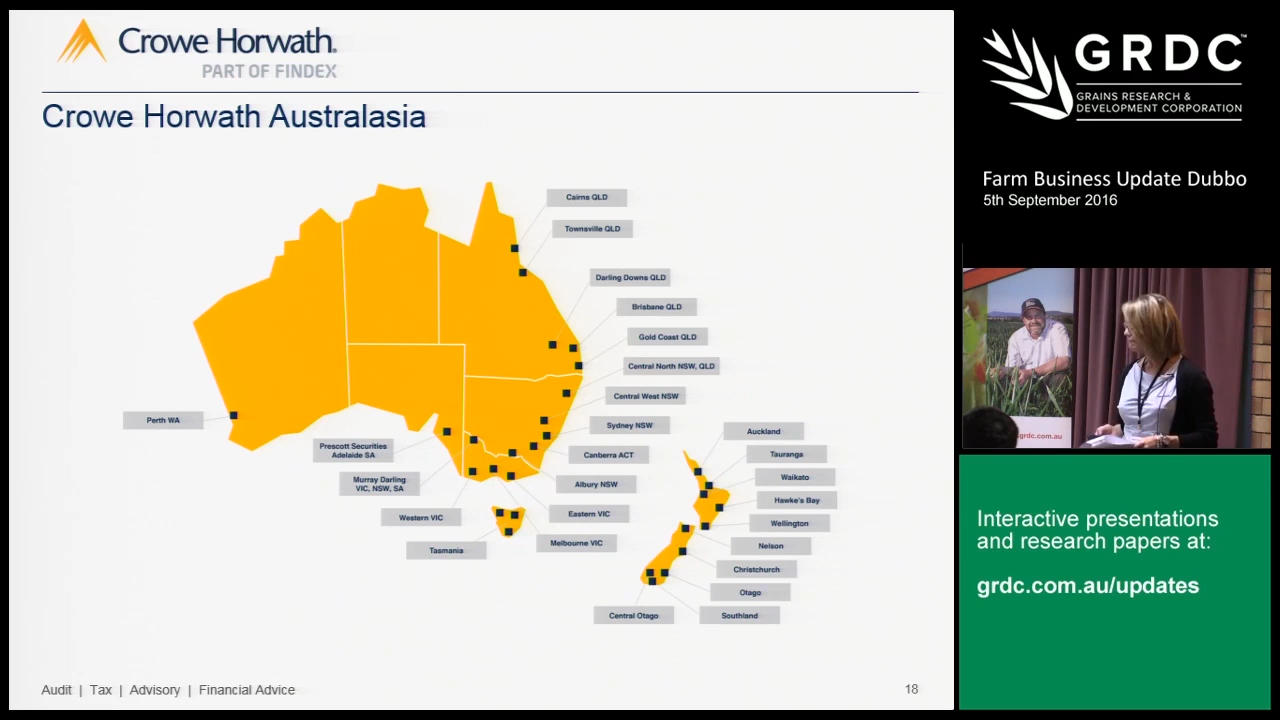 Crowe Horwath.
PART OF FINDEX
Crowe Horwath Australasia
Cairns QLD
Townsville QLD
Darling Downs QLD
Brisbane QLD
Gold Coast QLD
Central North NSW, QLD
Central West NSW
Sydney NSW
Canberra ACT
Albury NSW
Eastern VIC
Melbourne VIC
Perth WA
Prescott Securities
Adelaide SA
Murray Darling
VIC, NSW, SA
Western VIC
Tasmania
Auckland
Tauranga
Waikato
Hawke's Bay
Wellington
Nelson
Christchurch
Otago
Southland
Central Otago
Audit | Tax | Advisory | Financial Advice
18
GRDC™
GRAINS RESEARCH &
DEVELOPMENT CORPORATION
Farm Business Update Dubbo
5th September 2016
grdc.com.au
Interactive presentations
and research papers at:
grdc.com.au/updates